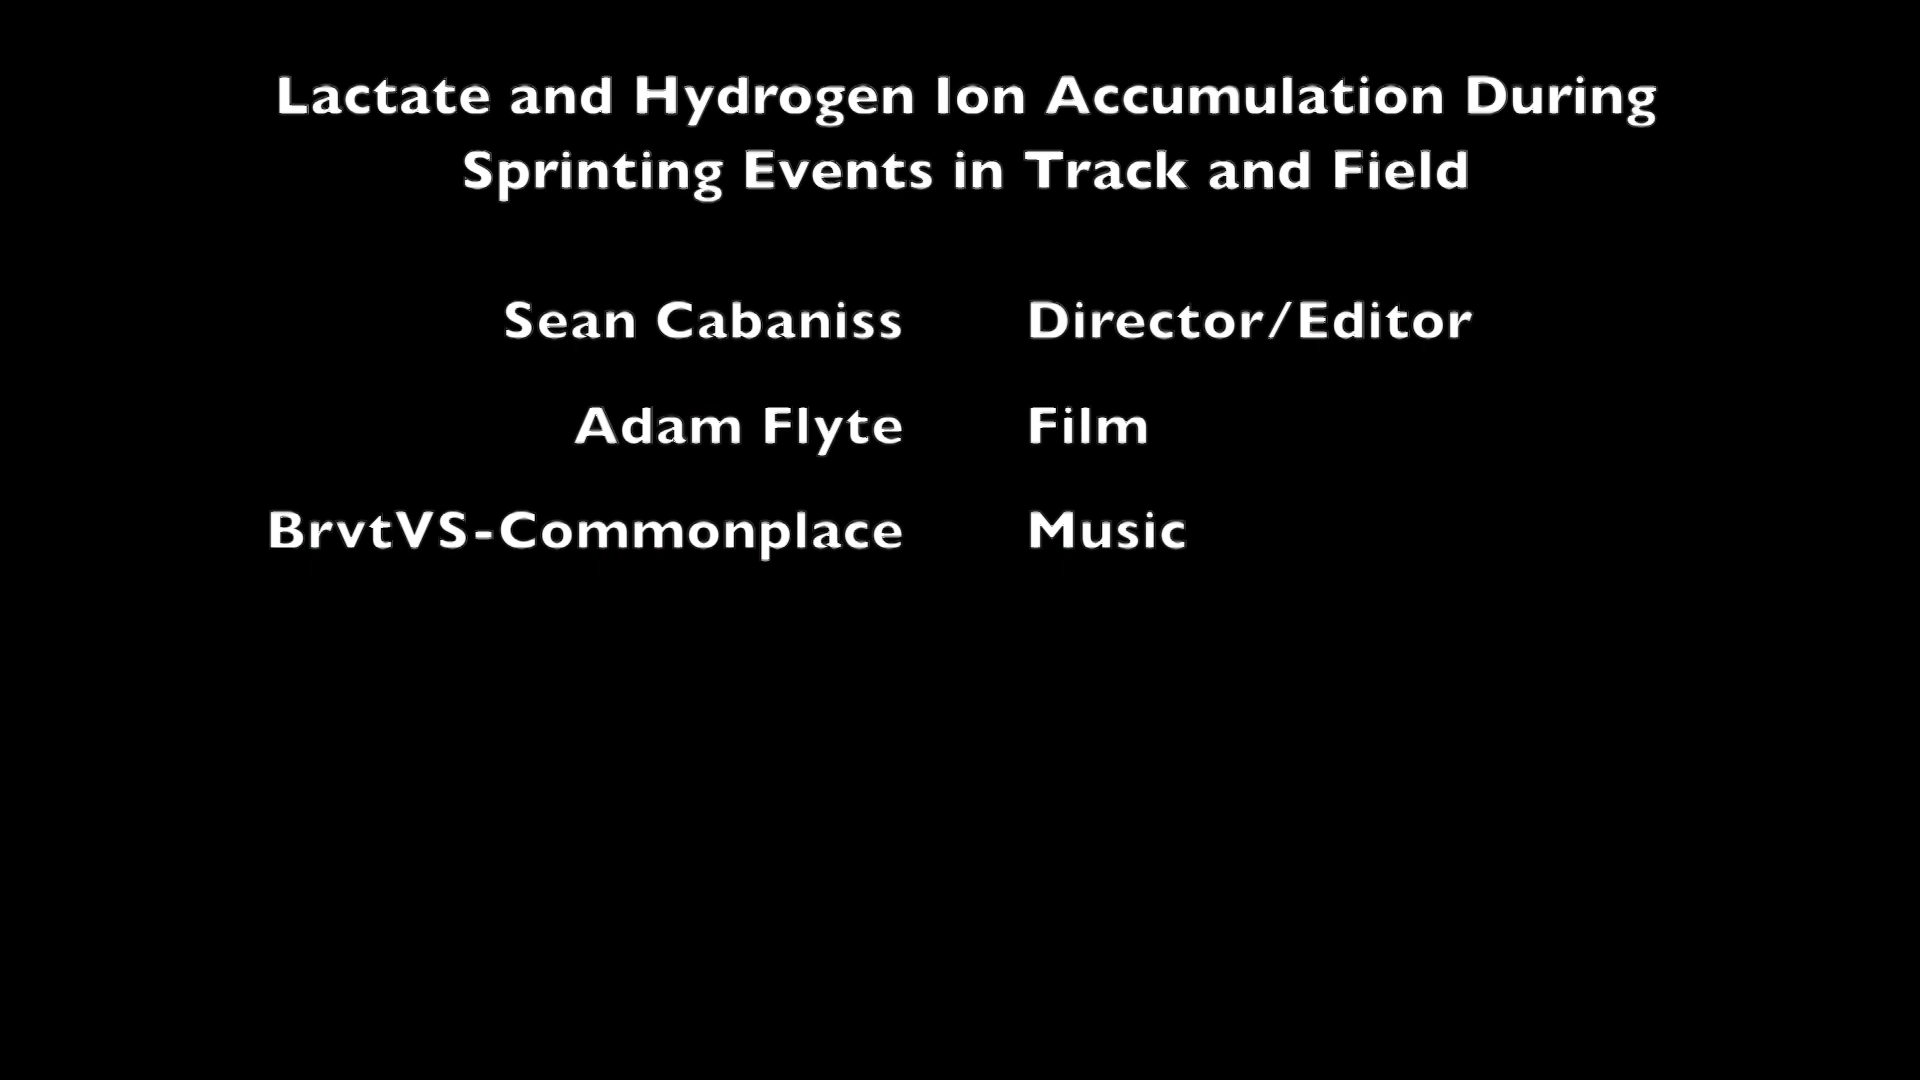 Lactate and Hydrogen Ion Accumulation During
Sprinting Events in Track and Field
Sean Cabaniss Director/Editor
Adam Flyte Film
BrvtVS-Commonplace Music